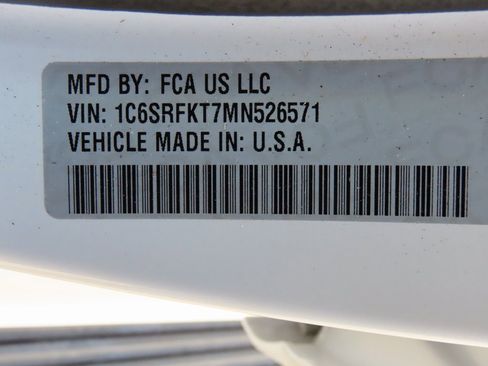 MFD BY: FCA US LLC
VIN: 1C6SRFKT7MN526571
VEHICLE MADE IN: U.S.A.